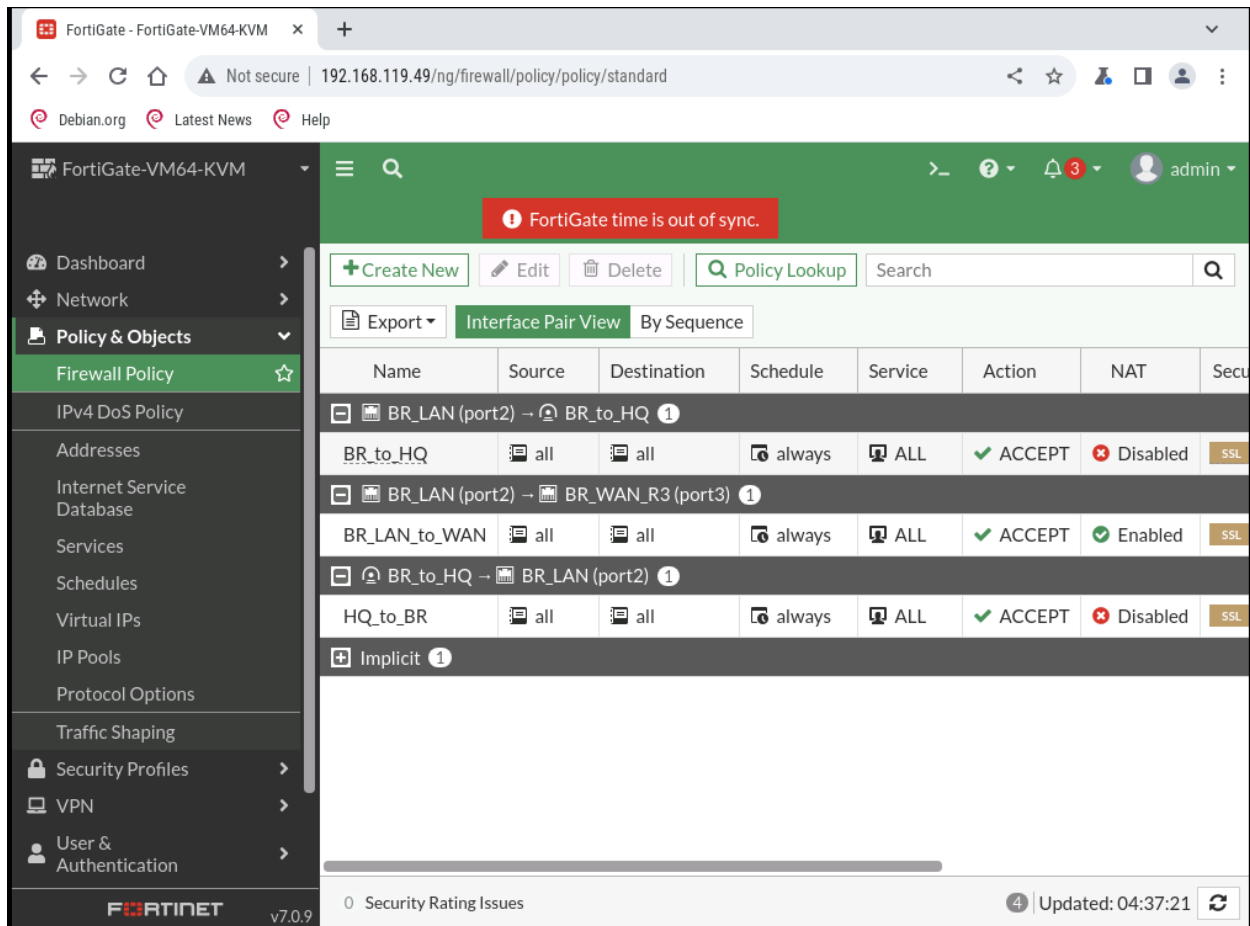 FortiGate - FortiGate-VM64-KVM
Not secure | 192.168.119.49/ng/firewall/policy/policy/standard
Debian.org Latest News Help
FortiGate-VM64-KVM
3 admin
FortiGate time is out of sync.
Dashboard
Network
Policy & Objects
Firewall Policy
IPv4 DoS Policy
Addresses
Internet Service
Database
Services
Schedules
Virtual IPs
IP Pools
Protocol Options
Traffic Shaping
Security Profiles
VPN
User &
Authentication
FORTINET v7.0.9
Create New Edit Delete Policy Lookup Search
Export Interface Pair View By Sequence
Name Source Destination Schedule Service Action NAT Secu
BR_LAN (port2) → BR_to_HQ 1
BR_to_HQ all all always ALL ACCEPT Disabled SSL
BR_LAN (port2) → BR_WAN_R3 (port3) 1
BR_LAN_to_WAN all all always ALL ACCEPT Enabled SSL
BR_to_HQ → BR_LAN (port2) 1
HQ_to_BR all all always ALL ACCEPT Disabled SSL
Implicit 1
0 Security Rating Issues 4 Updated: 04:37:21